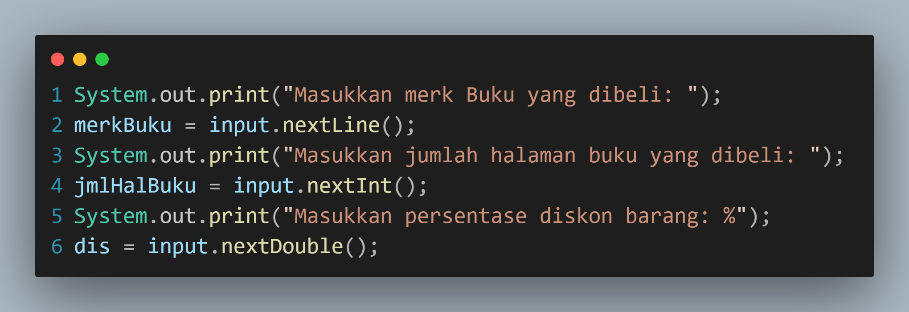 1 System.out.print("Masukkan merk Buku yang dibeli: ");
2 merkBuku = input.nextLine();
3 System.out.print("Masukkan jumlah halaman buku yang dibeli: ");
4 jmlHalBuku = input.nextInt();
5 System.out.print("Masukkan persentase diskon barang: %");
6 dis = input.nextDouble();